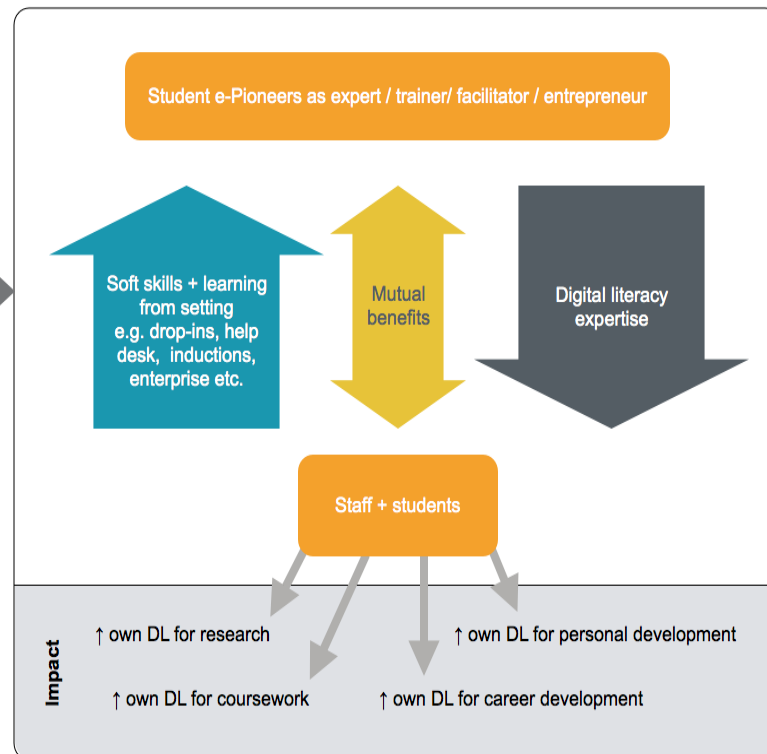 Student e-Pioneers as expert / trainer/ facilitator / entrepreneur
Soft skills + learning
from setting
e.g. drop-ins, help
desk, inductions,
enterprise etc.
Mutual
benefits
Digital literacy
expertise
Staff + students
Impact
↑ own DL for research
↑ own DL for personal development
↑ own DL for coursework
↑ own DL for career development